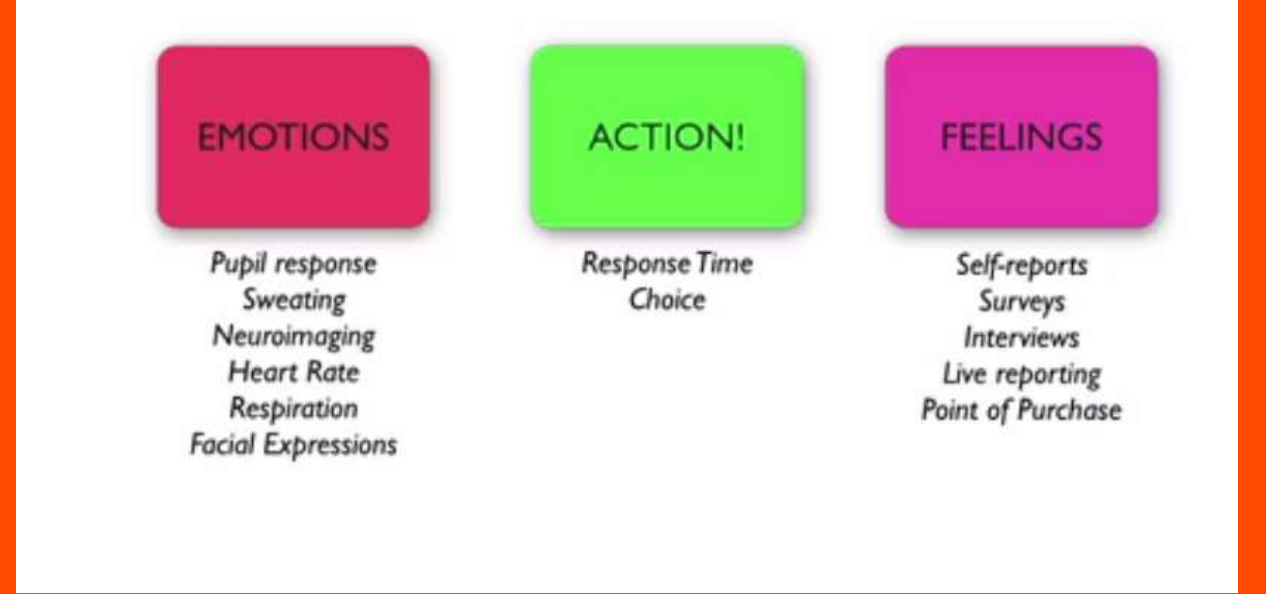 EMOTIONS
Pupil response
Sweating
Neuroimaging
Heart Rate
Respiration
Facial Expressions
ACTION!
Response Time
Choice
FEELINGS
Self-reports
Surveys
Interviews
Live reporting
Point of Purchase